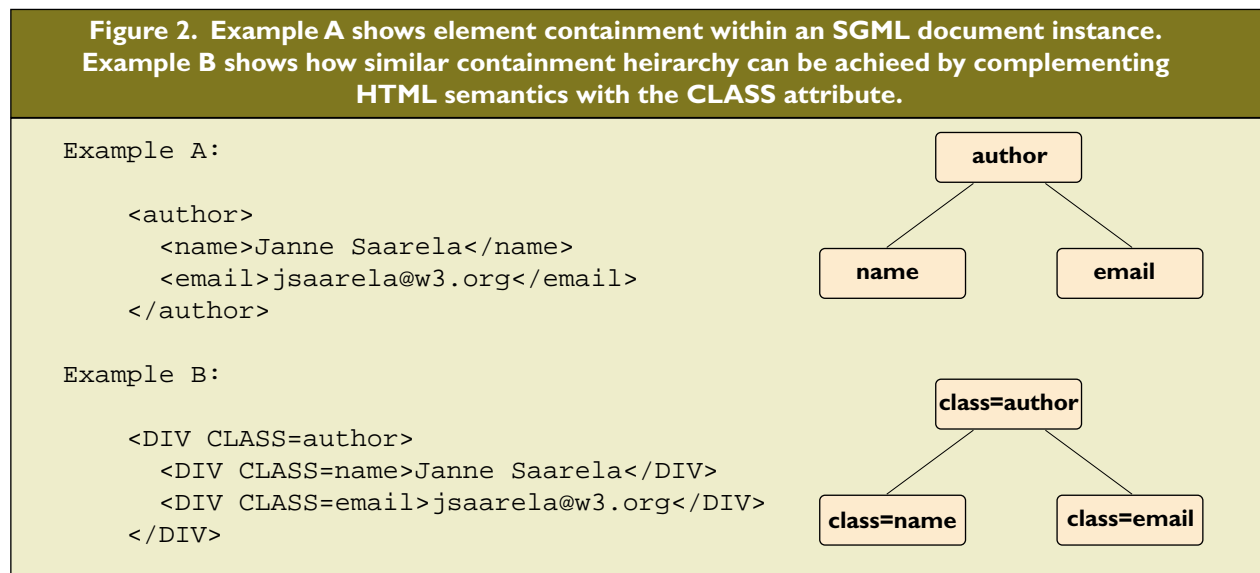 Figure 2. Example A shows element containment within an SGML document instance.
Example B shows how similar containment heirarchy can be achieed by complementing
HTML semantics with the CLASS attribute.
Example A:
<author>
<name>Janne Saarela</name>
<email>jsaarela@w3.org</email>
</author>
author
name
email
Example B:
<DIV CLASS=author>
<DIV CLASS=name>Janne Saarela</DIV>
<DIV CLASS=email>jsaarela@w3.org</DIV>
</DIV>
class=author
class=name
class=email